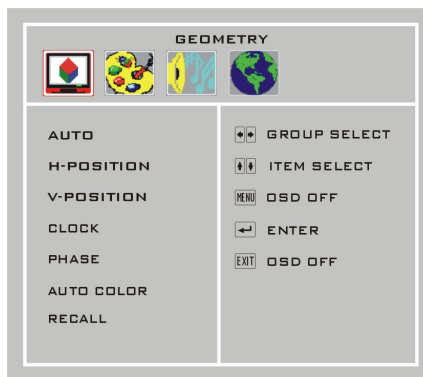 GEOMETRY
AUTO
H-POSITION
V-POSITION
CLOCK
PHASE
AUTO COLOR
RECALL
GROUP SELECT
ITEM SELECT
MENU OSD OFF
ENTER
EXIT OSD OFF